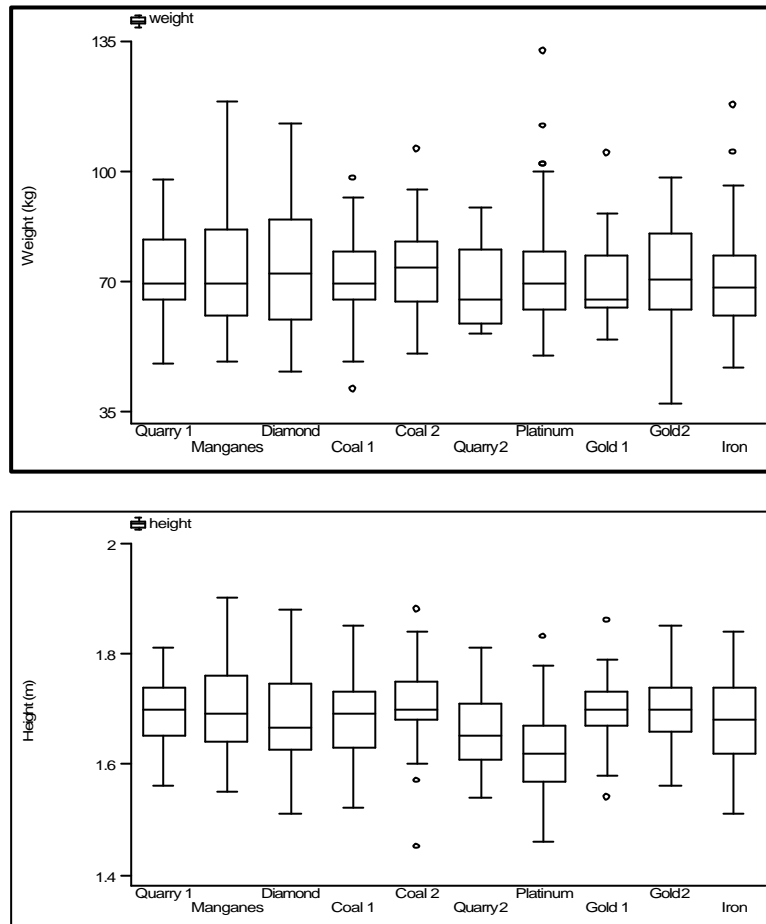 weight
135
100
Weight (kg)
70
35
Quarry 1 Diamond Coal 2 Platinum Gold2
Manganes Coal 1 Quarry2 Gold 1 Iron
height
2
1.8
Height (m)
1.6
1.4
Quarry 1 Diamond Coal 2 Platinum Gold2
Manganes Coal 1 Quarry2 Gold 1 Iron